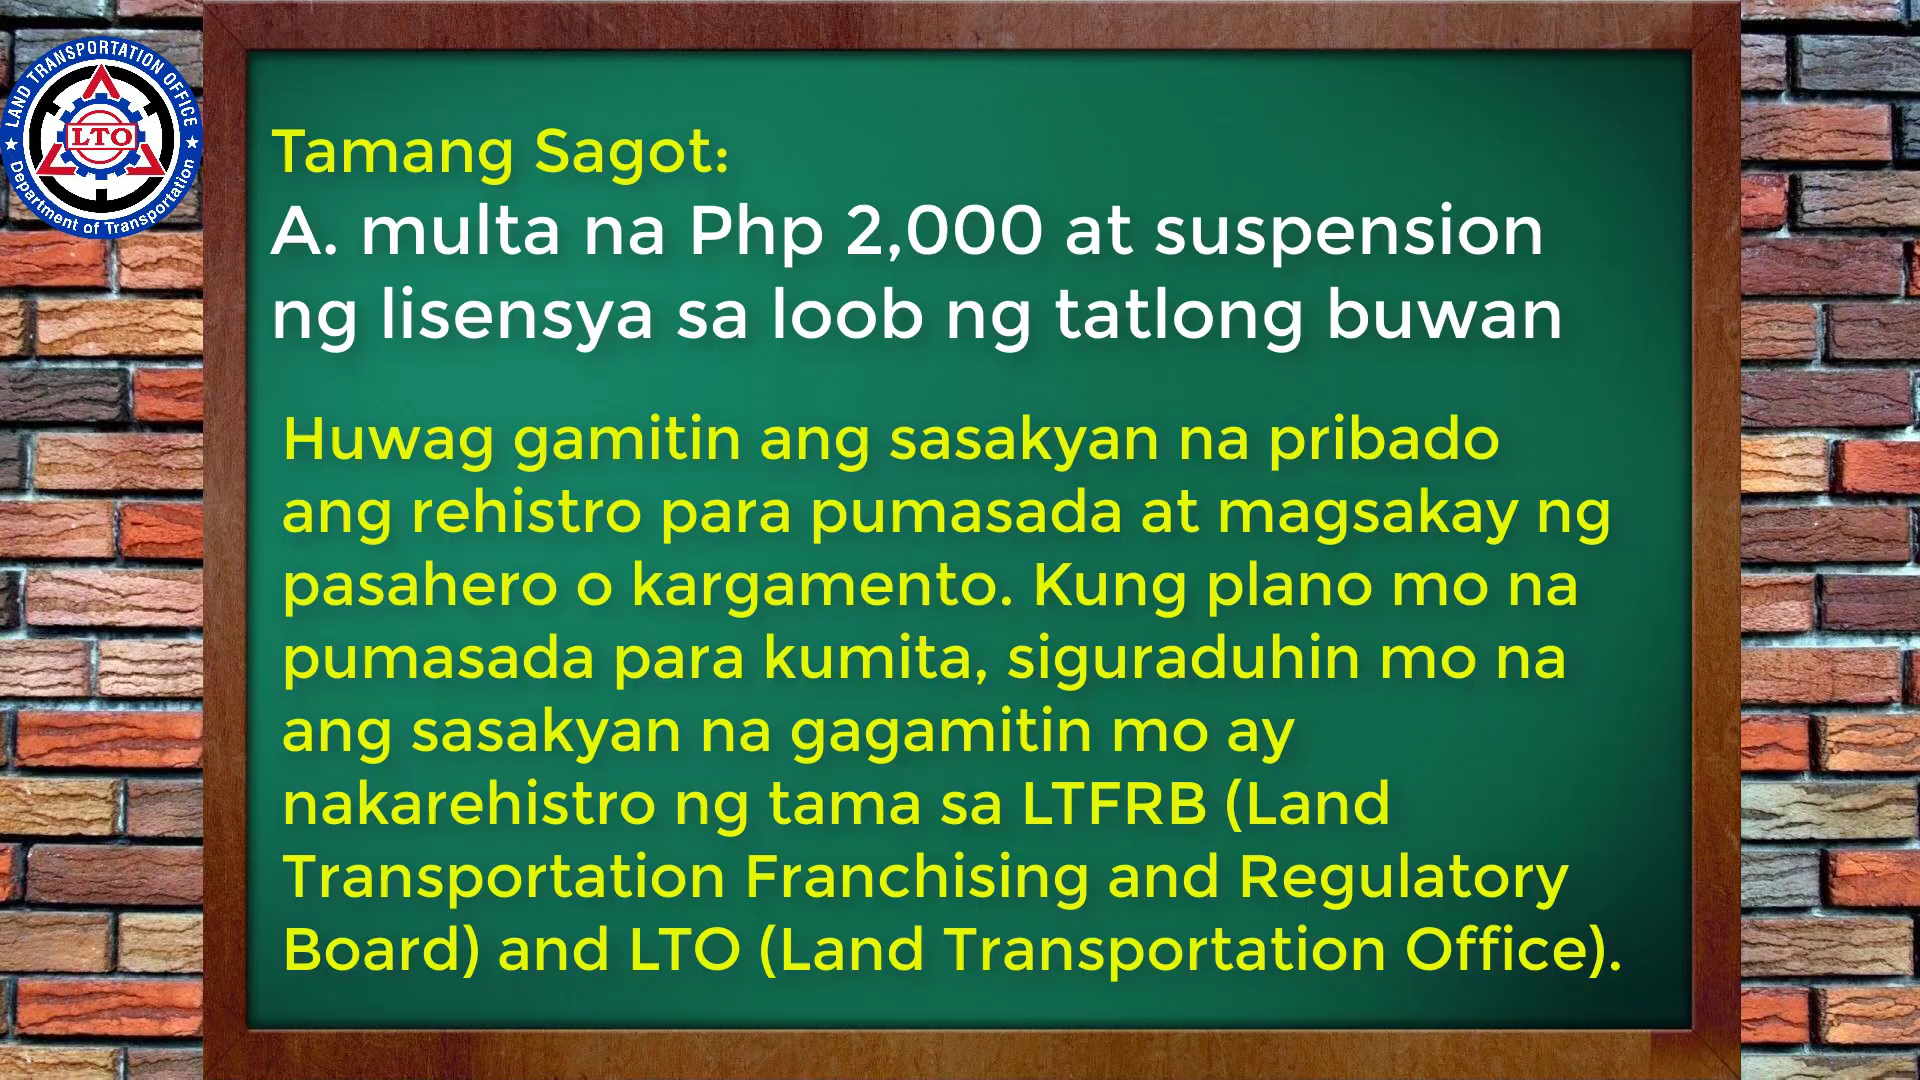 LAND TRANSPORTATION OFFICE
LTO
Department of Transportation
Tamang Sagot:
A. multa na Php 2,000 at suspension
ng lisensya sa loob ng tatlong buwan
Huwag gamitin ang sasakyan na pribado
ang rehistro para pumasada at magsakay ng
pasahero o kargamento. Kung plano mo na
pumasada para kumita, siguraduhin mo na
ang sasakyan na gagamitin mo ay
nakarehistro ng tama sa LTFRB (Land
Transportation Franchising and Regulatory
Board) and LTO (Land Transportation Office).